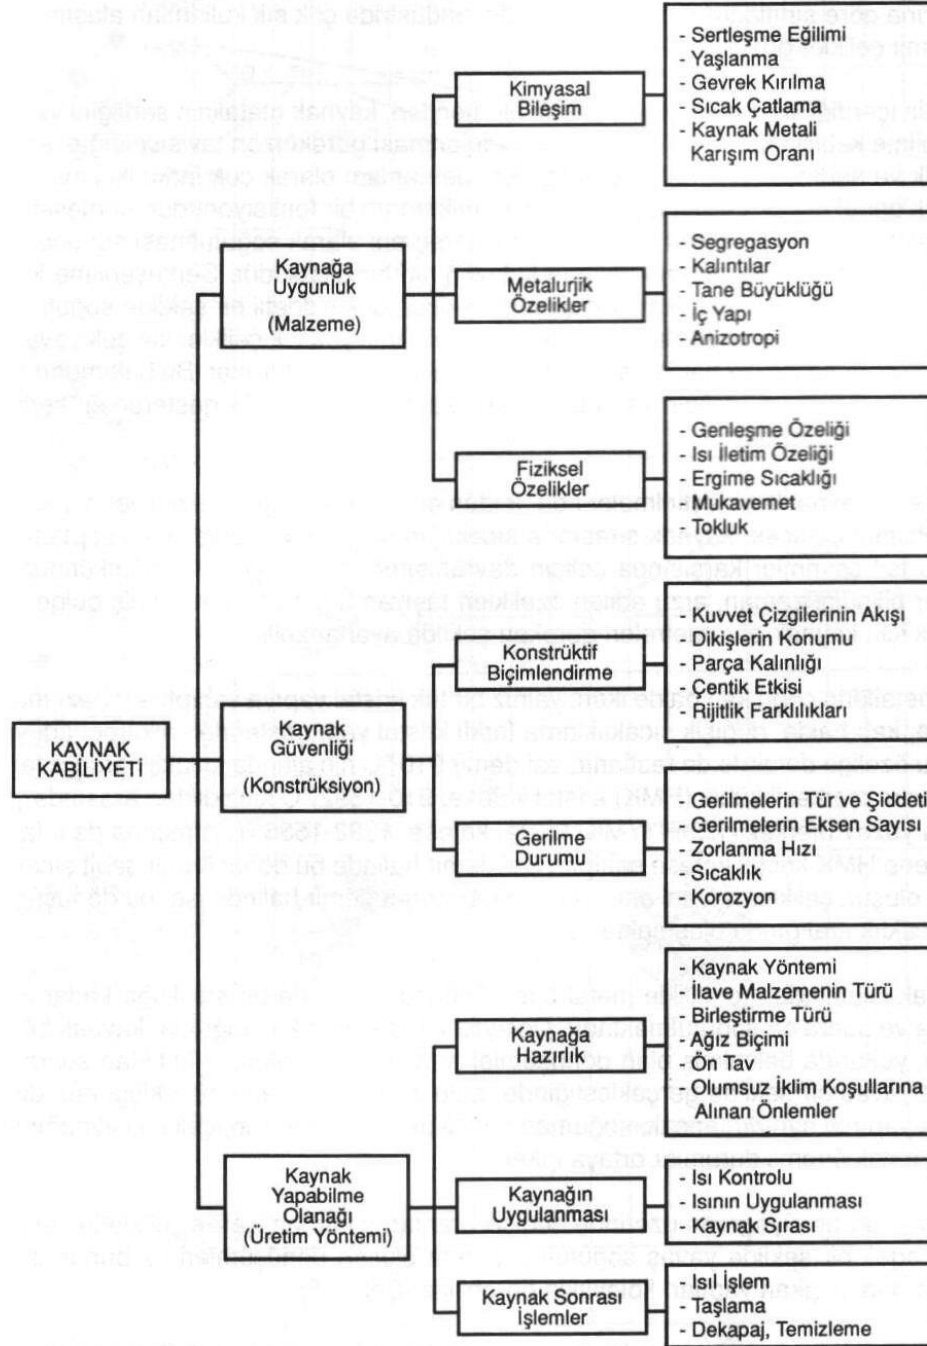 KAYNAK
KABİLİYETİ
Kaynağa
Uygunluk
(Malzeme)
Kimyasal
Bileşim
- Sertleşme Eğilimi
- Yaşlanma
- Gevrek Kırılma
- Sıcak Çatlama
- Kaynak Metali
Karışım Oranı
Metalurjik
Özelikler
- Segregasyon
- Kalıntılar
- Tane Büyüklüğü
- İç Yapı
- Anizotropi
Fiziksel
Özelikler
- Genleşme Özeliği
- Isı İletim Özeliği
- Ergime Sıcaklığı
- Mukavemet
- Tokluk
Kaynak
Güvenliği
(Konstrüksiyon)
Konstrüktif
Biçimlendirme
- Kuvvet Çizgilerinin Akışı
- Dikişlerin Konumu
- Parça Kalınlığı
- Çentik Etkisi
- Rijitlik Farklılıkları
Gerilme
Durumu
- Gerilmelerin Tür ve Şiddeti
- Gerilmelerin Eksen Sayısı
- Zorlanma Hızı
- Sıcaklık
- Korozyon
Kaynak
Yapabilme
Olanağı
(Üretim Yöntemi)
Kaynağa
Hazırlık
- Kaynak Yöntemi
- İlave Malzemenin Türü
- Birleştirme Türü
- Ağız Biçimi
- Ön Tav
- Olumsuz İklim Koşullarına
Alınan Önlemler
Kaynağın
Uygulanması
- Isı Kontrolu
- Isının Uygulanması
- Kaynak Sırası
Kaynak Sonrası
İşlemler
- Isıl İşlem
- Taşlama
- Dekapaj, Temizleme